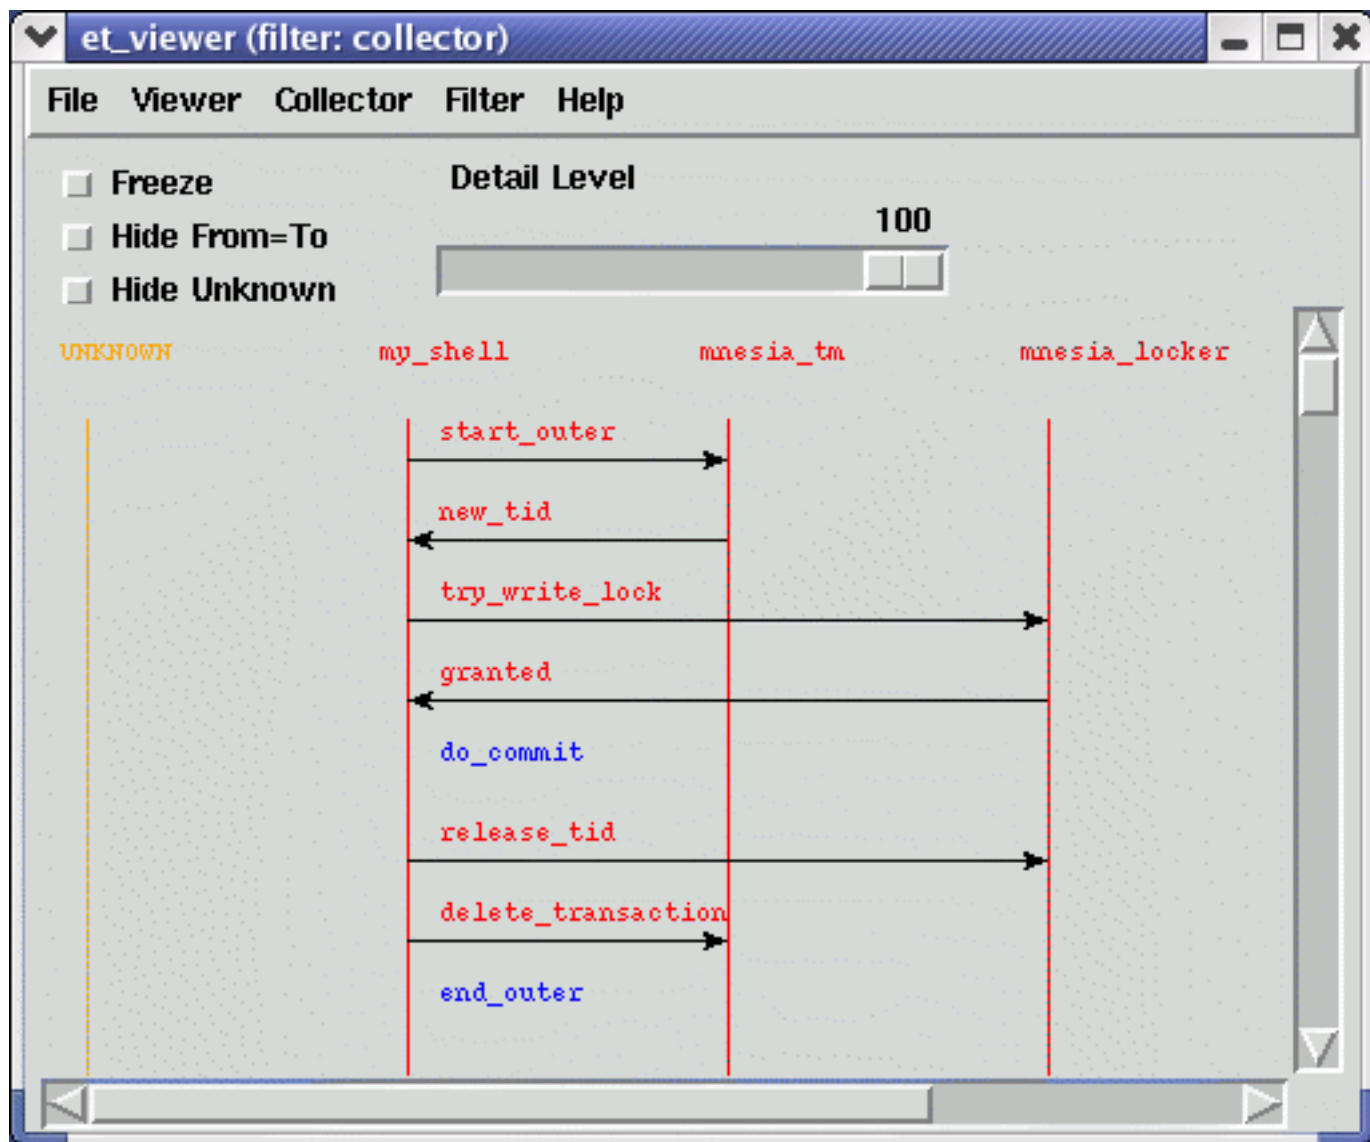 et_viewer (filter: collector)
File Viewer Collector Filter Help
Freeze
Detail Level
Hide From=To
100
Hide Unknown
UNKNOWN my_shell mnesia_tm mnesia_locker
start_outer
new_tid
try_write_lock
granted
do_commit
release_tid
delete_transaction
end_outer